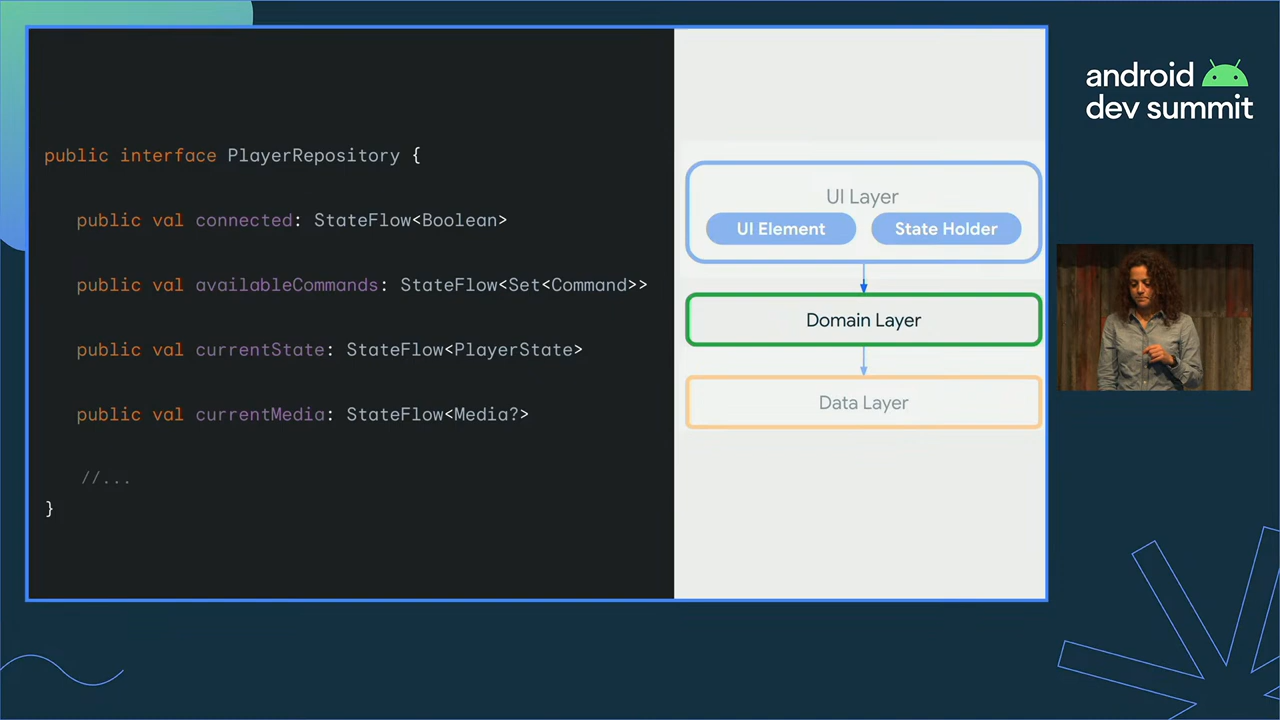 public interface PlayerRepository {
public val connected: StateFlow<Boolean>
public val availableCommands: StateFlow<Set<Command>>
public val currentState: StateFlow<PlayerState>
public val currentMedia: StateFlow<Media?>
//...
}
UI Layer
UI Element
State Holder
Domain Layer
Data Layer
android
dev summit